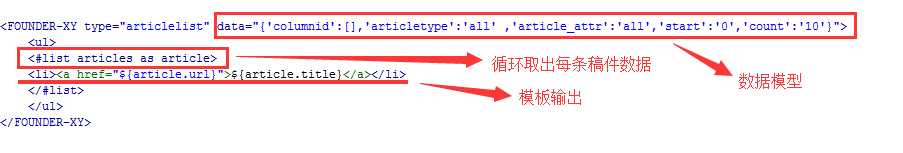 <FOUNDER-XY type="articlelist" data="{'columnid':[],'articletype':'all' ,'article_attr':'all','start':'0','count':'10'}">
<ul>
<#list articles as article>
循环取出每条稿件数据
数据模型
<li><a href="${article.url}">${article.title}</a></li>
模板输出
</#list>
</ul>
</FOUNDER-XY>